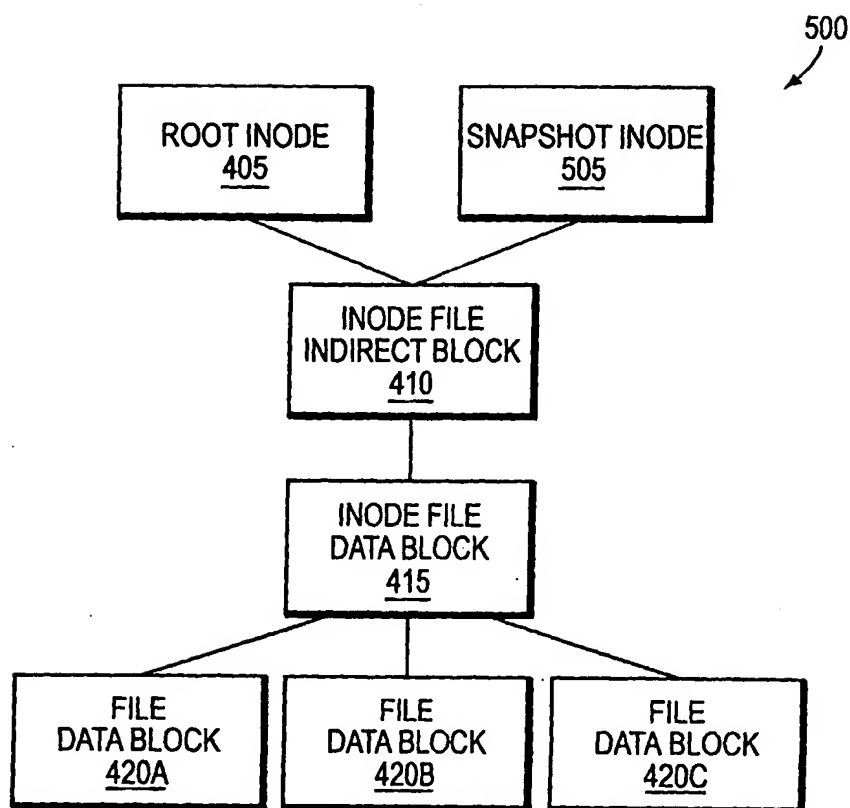 500
ROOT INODE
405
SNAPSHOT INODE
505
INODE FILE
INDIRECT BLOCK
410
INODE FILE
DATA BLOCK
415
FILE
DATA BLOCK
420A
FILE
DATA BLOCK
420B
FILE
DATA BLOCK
420C